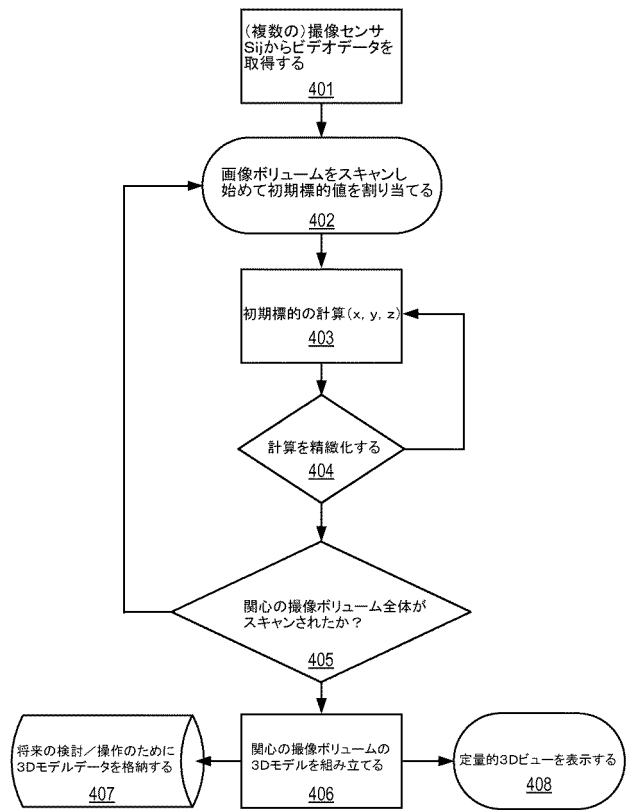 (複数の)撮像センサ
Sijからビデオデータを
取得する
401
画像ボリュームをスキャンし
始めて初期標的値を割り当てる
402
初期標的の計算(x, y, z)
403
計算を精緻化する
404
関心の撮像ボリューム全体が
スキャンされたか?
405
将来の検討/操作のために
3Dモデルデータを格納する
407
関心の撮像ボリュームの
3Dモデルを組み立てる
406
定量的3Dビューを表示する
408